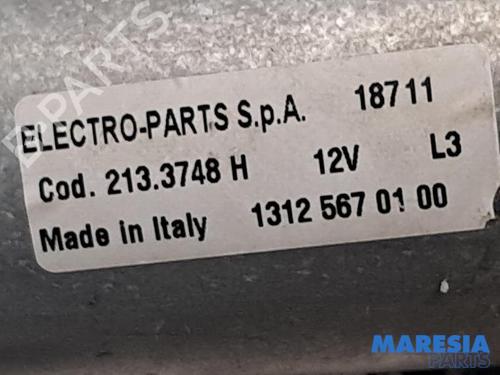 ELECTRO-PARTS S.p.A. 18711
Cod. 213.3748 H 12V L3
Made in Italy 1312 567 01 00
B-PARTS
MARESIA
PARTS